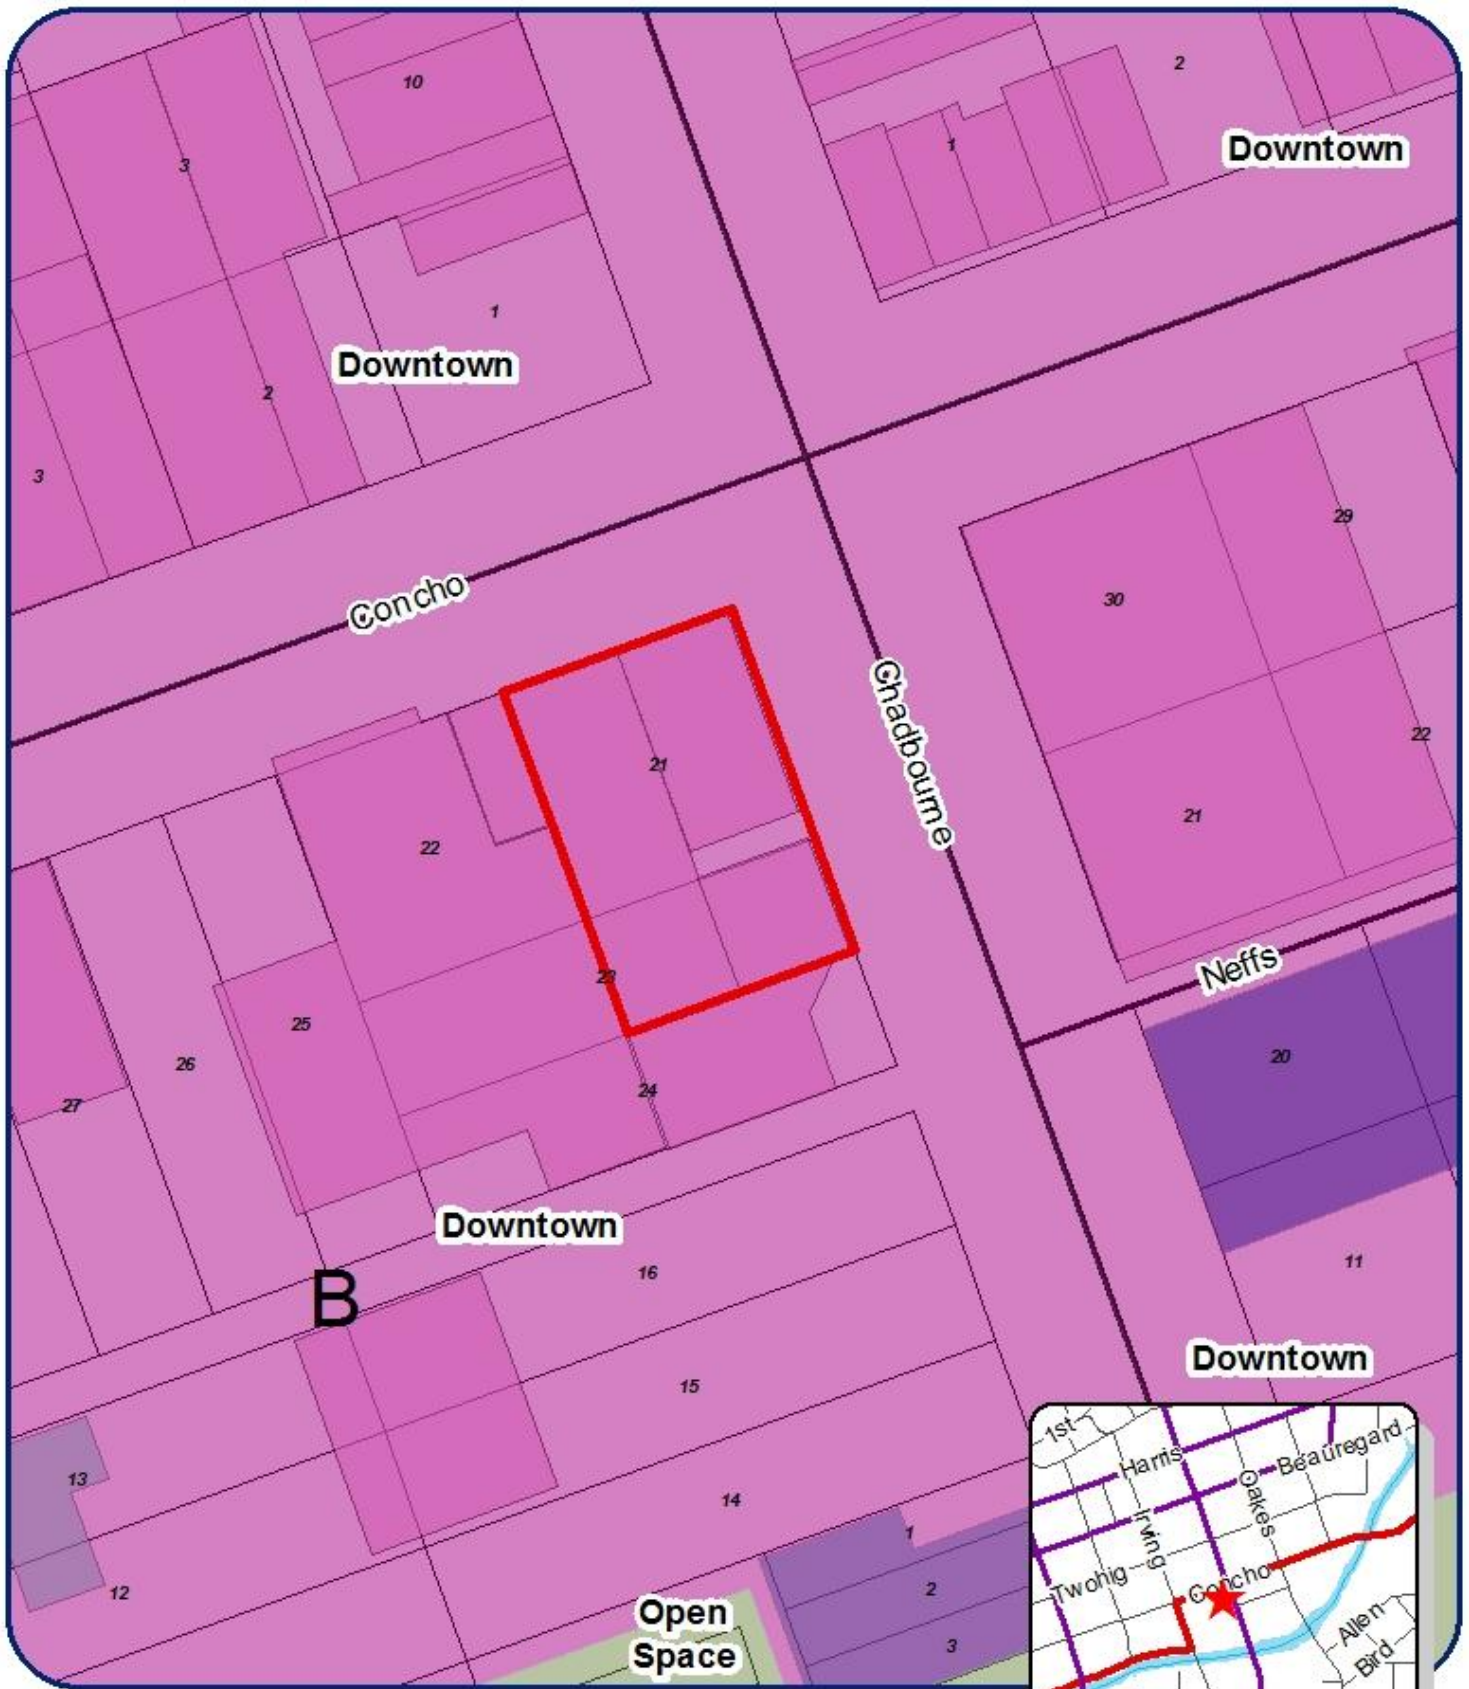 10
2
3
1
Downtown
1
Downtown
2
3
29
Concho
30
Chadbourne
22
21
21
22
23
Neffs
25
20
26
24
27
Downtown
11
16
B
Downtown
15
13
14
1
12
2
Open
Space
3
1st
Harris
Beauregard
Oakes
Irving
Twohig
Concho
Allen
Bird